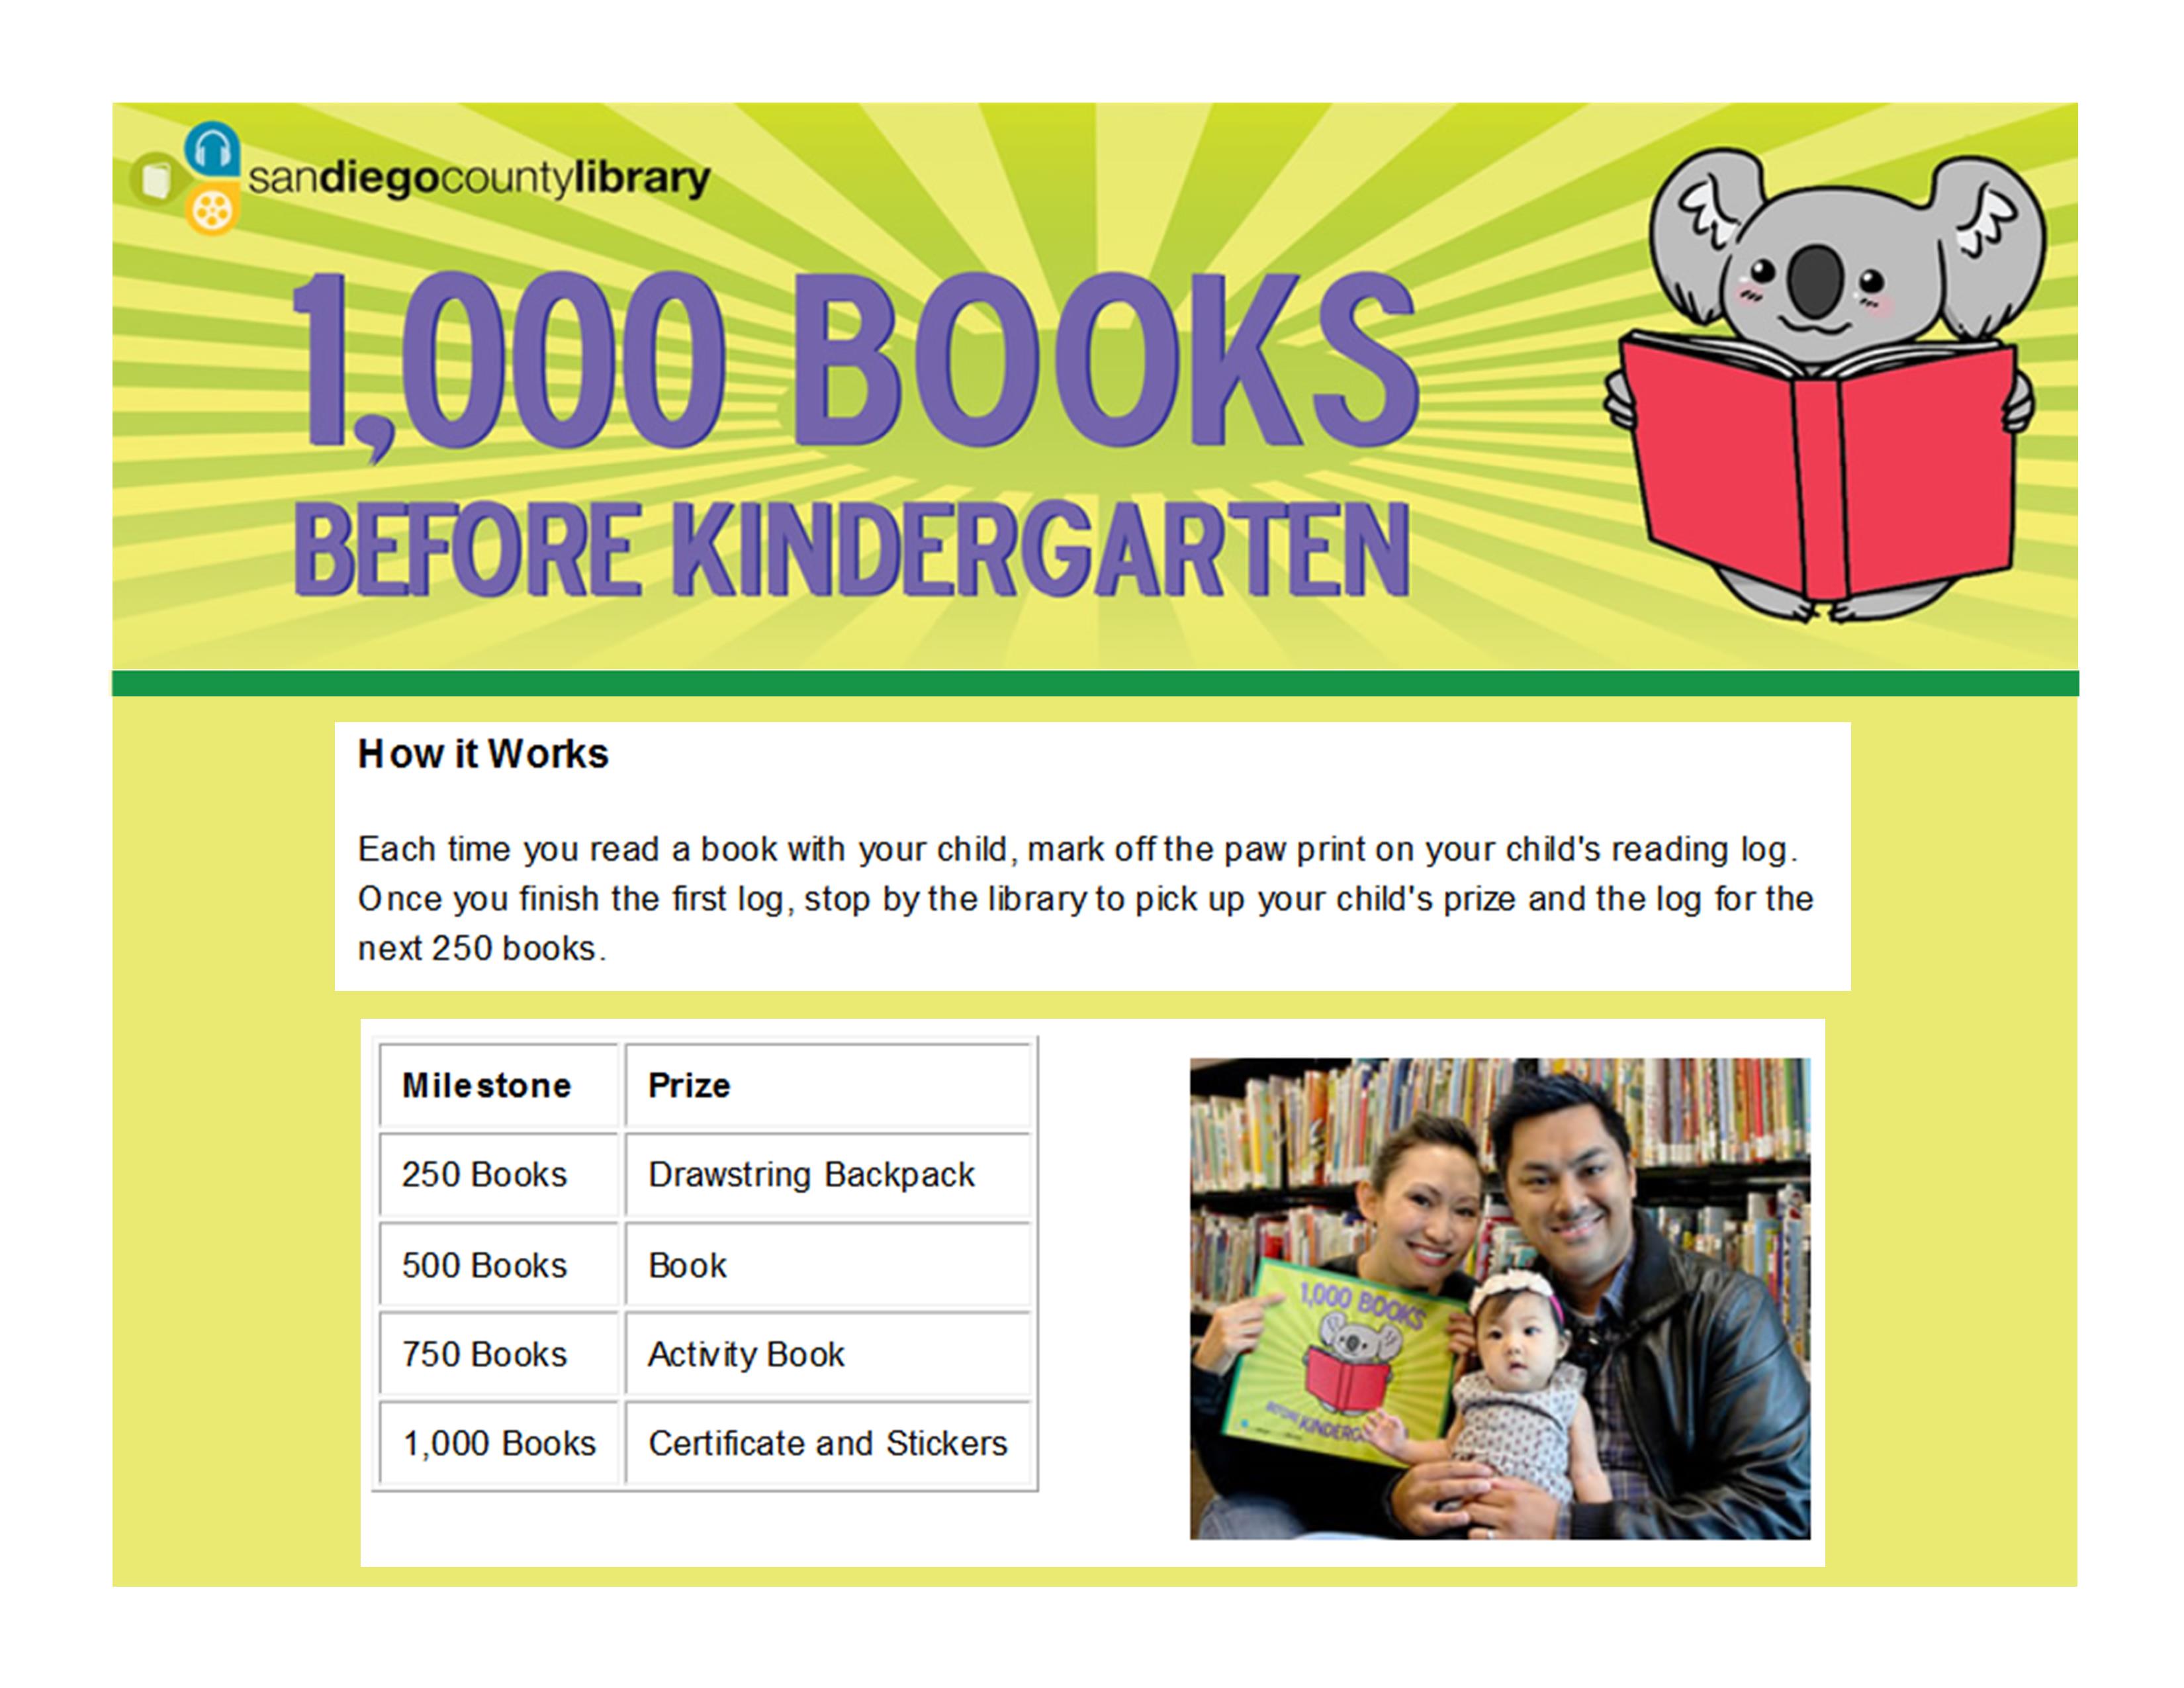 sandiegocountylibrary
1,000 BOOKS
BEFORE KINDERGARTEN
How it Works
Each time you read a book with your child, mark off the paw print on your child's reading log.
Once you finish the first log, stop by the library to pick up your child's prize and the log for the
next 250 books.
Milestone Prize
250 Books Drawstring Backpack
500 Books Book
750 Books Activity Book
1,000 Books Certificate and Stickers
1,000 BOOKS
BEFORE